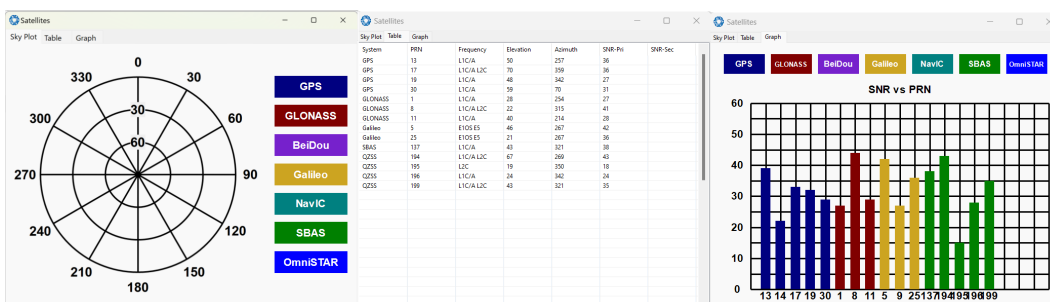 Satellites
Sky Plot Table Graph
0
330 30
300 30 60
60
270 90
240 120
210 150
180
GPS
GLONASS
BeiDou
Galileo
NavIC
SBAS
OmniSTAR
Satellites
Sky Plot Table Graph
System PRN Frequency Elevation Azimuth SNR-Pri SNR-Sec
GPS 13 L1C/A 50 257 36
GPS 17 L1C/A L2C 70 359 36
GPS 19 L1C/A 48 342 27
GPS 30 L1C/A 59 70 31
GLONASS 1 L1C/A 28 254 27
GLONASS 8 L1C/A L2C 22 315 41
GLONASS 11 L1C/A 40 214 28
Galileo 5 E1OS E5 46 267 42
Galileo 25 E1OS E5 21 267 36
SBAS 137 L1C/A 43 321 38
QZSS 194 L1C/A L2C 67 269 43
QZSS 195 L2C 19 350 18
QZSS 196 L1C/A 24 342 24
QZSS 199 L1C/A L2C 43 321 35
Satellites
Sky Plot Table Graph
GPS GLONASS BeiDou Galileo NavIC SBAS OmniSTAR
SNR vs PRN
60
50
40
30
20
10
0
13 14 17 19 30 1 8 11 5 9 25 137 194 195 196 199